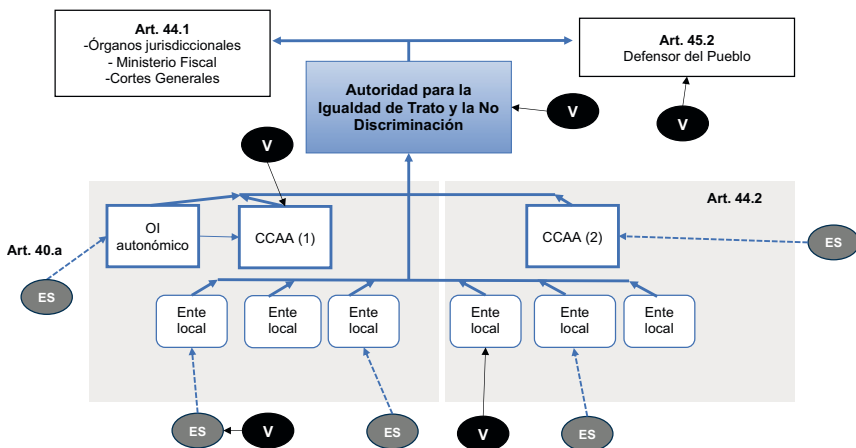 Art. 44.1
-Órganos jurisdiccionales
- Ministerio Fiscal
-Cortes Generales
Art. 45.2
Defensor del Pueblo
Autoridad para la
Igualdad de Trato y la No
Discriminación
V
V
V
Art. 44.2
OI
autonómico
CCAA (1)
CCAA (2)
Art. 40.a
ES
ES
Ente
local
Ente
local
Ente
local
Ente
local
Ente
local
Ente
local
ES
V
ES
V
ES